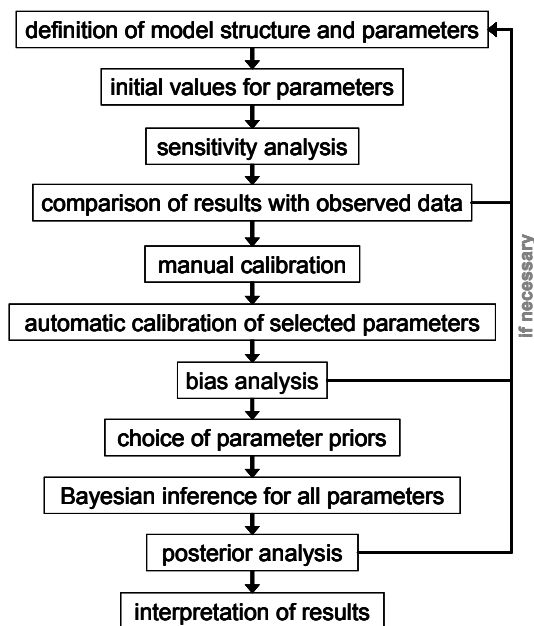 definition of model structure and parameters
initial values for parameters
sensitivity analysis
comparison of results with observed data
manual calibration
automatic calibration of selected parameters
bias analysis
choice of parameter priors
Bayesian inference for all parameters
posterior analysis
interpretation of results
if necessary